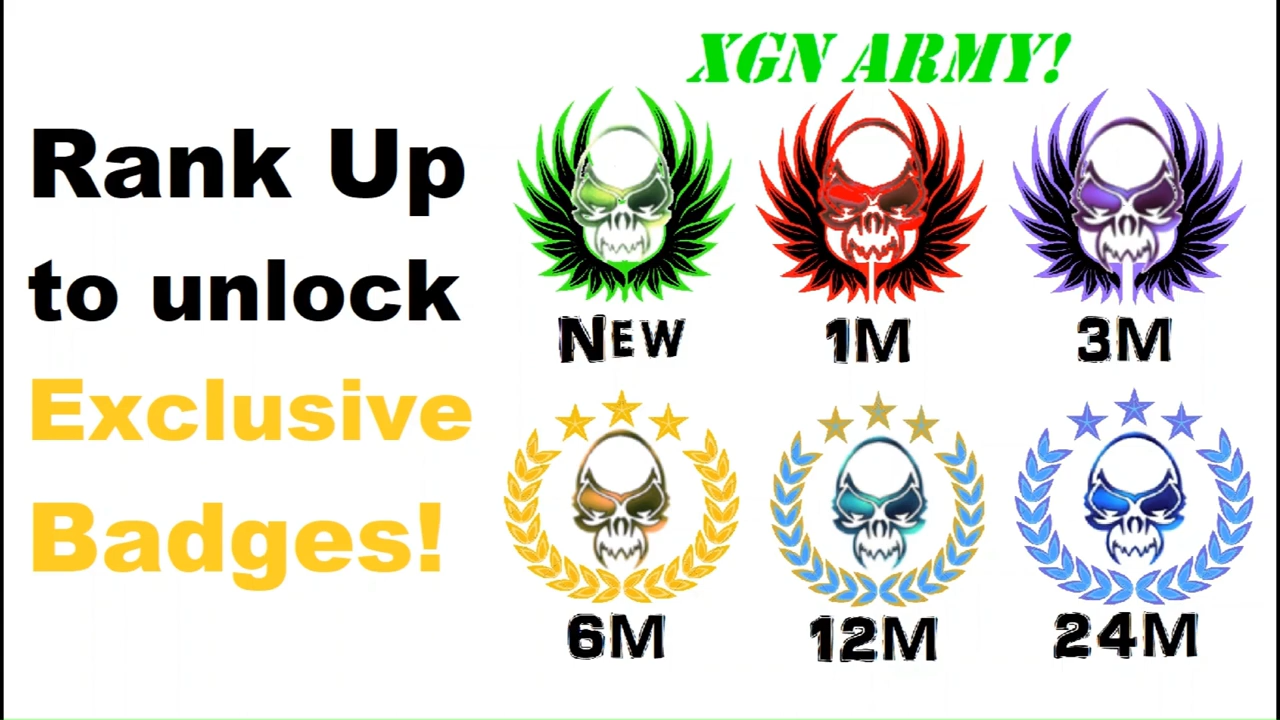 Rank Up
to unlock
Exclusive
Badges!
XGN ARMY!
New 1M 3M
6M 12M 24M